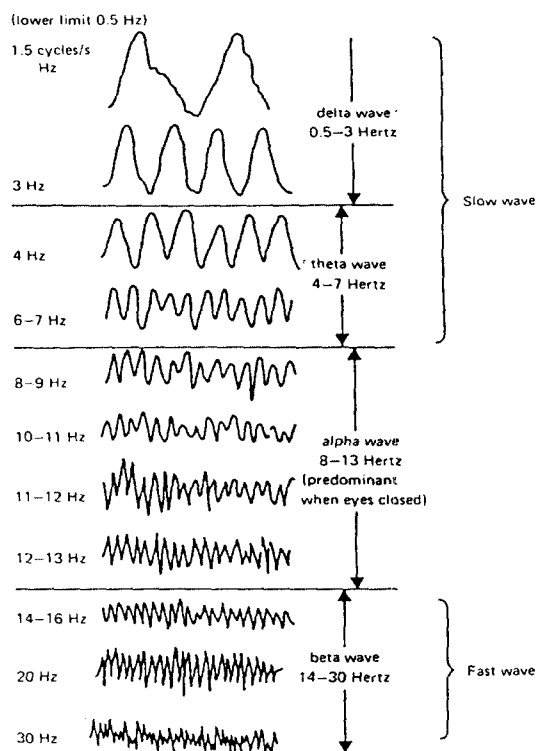 (lower limit 0.5 Hz)
1.5 cycles/s
Hz
delta wave
0.5–3 Hertz
3 Hz
Slow wave
4 Hz
theta wave
4–7 Hertz
6–7 Hz
8–9 Hz
10–11 Hz
alpha wave
8–13 Hertz
(predominant
when eyes closed)
11–12 Hz
12–13 Hz
14–16 Hz
beta wave
14–30 Hertz
20 Hz
Fast wave
30 Hz